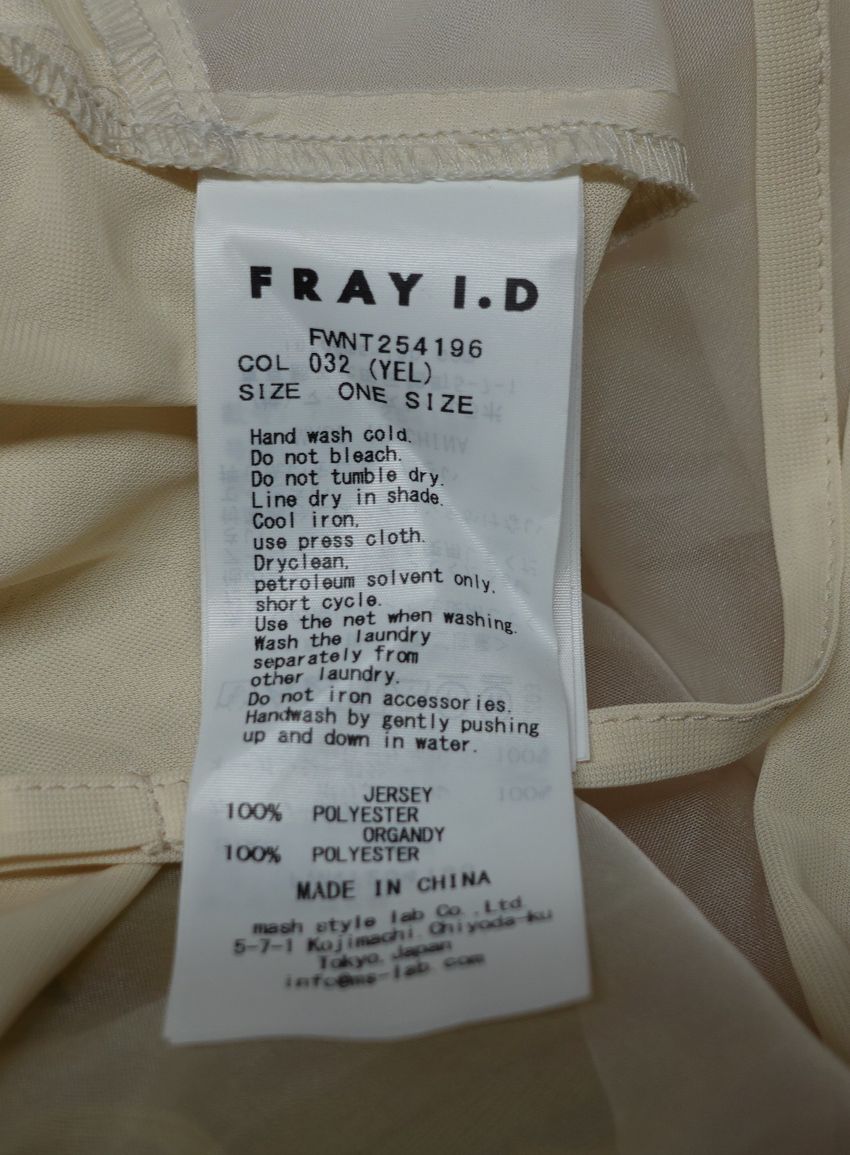 FRAY I.D
FWNT254196
COL 032 (YEL)
SIZE ONE SIZE
Hand wash cold.
Do not bleach.
Do not tumble dry.
Line dry in shade.
Cool iron,
use press cloth.
Dryclean,
petroleum solvent only,
short cycle.
Use the net when washing.
Wash the laundry
separately from
other laundry.
Do not iron accessories.
Handwash by gently pushing
up and down in water.
JERSEY
100% POLYESTER
ORGANDY
100% POLYESTER
MADE IN CHINA
mash style lab Co.,Ltd
5-7-1 Kojimachi, Chiyoda-ku
Tokyo, Japan
info@ms-lab.com